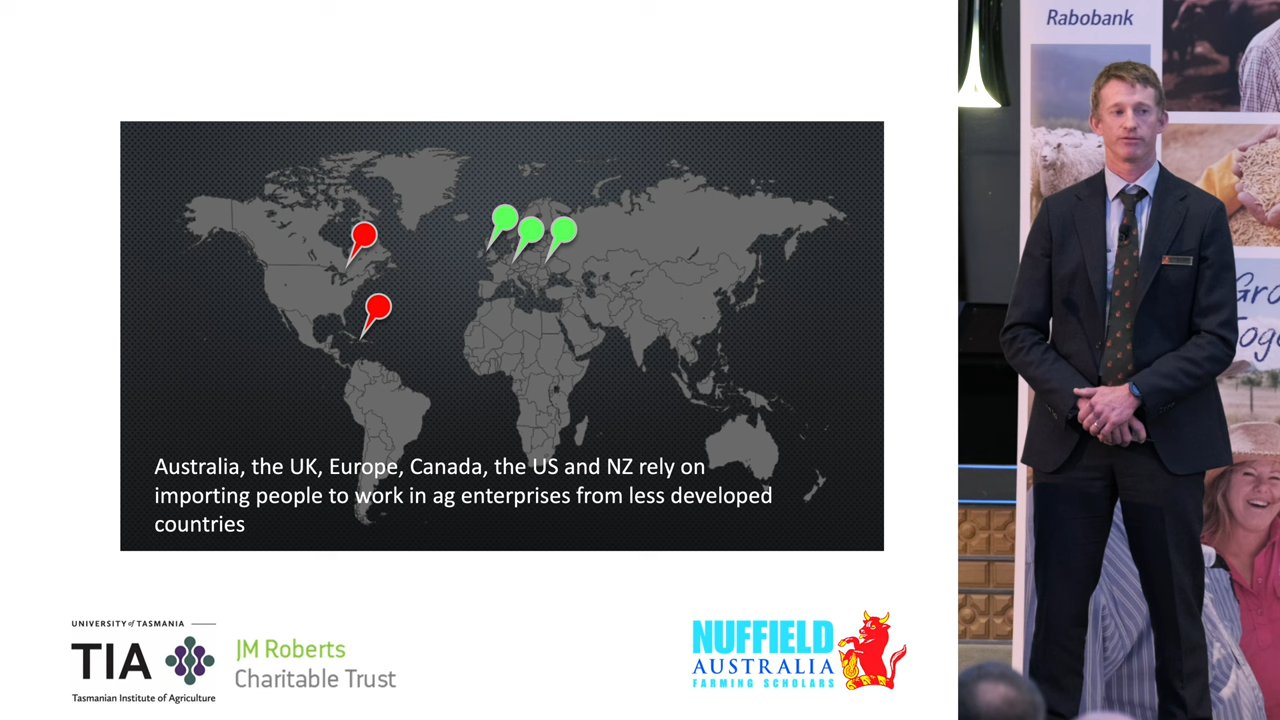 Australia, the UK, Europe, Canada, the US and NZ rely on
importing people to work in ag enterprises from less developed
countries
UNIVERSITY of TASMANIA
TIA
Tasmanian Institute of Agriculture
JM Roberts
Charitable Trust
NUFFIELD
AUSTRALIA
FARMING SCHOLARS
Rabobank